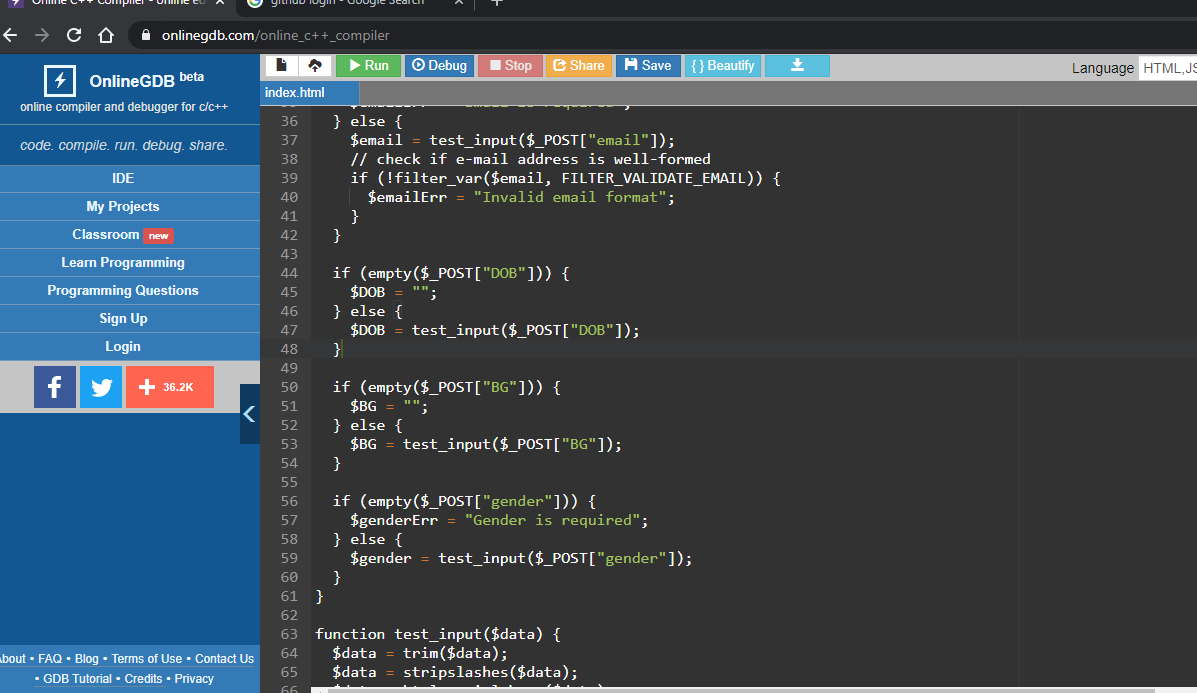 Online C++ Compiler - online ed
github login - Google Search
onlinegdb.com/online_c++_compiler
OnlineGDB beta
online compiler and debugger for c/c++
code. compile. run. debug. share.
IDE
My Projects
Classroom new
Learn Programming
Programming Questions
Sign Up
Login
36.2K
bout • FAQ • Blog • Terms of Use • Contact Us
• GDB Tutorial • Credits • Privacy
Run Debug Stop Share Save { } Beautify
Language HTML,JS
index.html
36 } else {
37 $email = test_input($_POST["email"]);
38 // check if e-mail address is well-formed
39 if (!filter_var($email, FILTER_VALIDATE_EMAIL)) {
40 $emailErr = "Invalid email format";
41 }
42 }
43
44 if (empty($_POST["DOB"])) {
45 $DOB = "";
46 } else {
47 $DOB = test_input($_POST["DOB"]);
48 }
49
50 if (empty($_POST["BG"])) {
51 $BG = "";
52 } else {
53 $BG = test_input($_POST["BG"]);
54 }
55
56 if (empty($_POST["gender"])) {
57 $genderErr = "Gender is required";
58 } else {
59 $gender = test_input($_POST["gender"]);
60 }
61 }
62
63 function test_input($data) {
64 $data = trim($data);
65 $data = stripslashes($data);
66